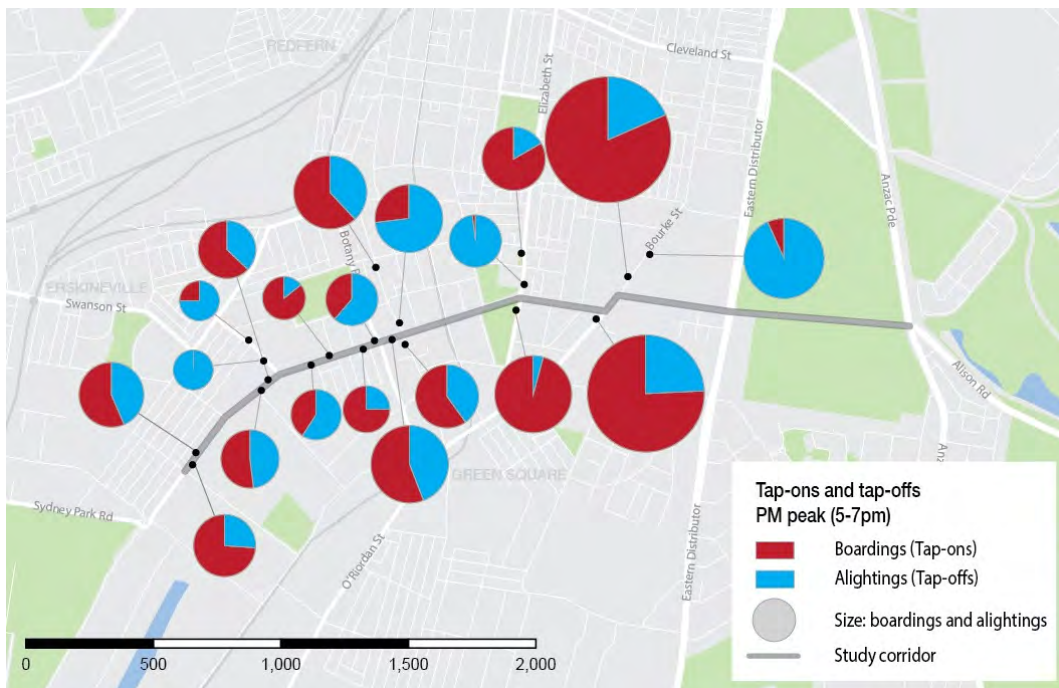 REDFERN
Cleveland St
Elizabeth St
Eastern Distributor
Anzac Pde
Bourke St
Botany R
ERSKINEVILLE
Swanson St
Alison Rd
GREEN SQUARE
Sydney Park Rd
O'Riordan St
Eastern Distributor
Anza
Tap-ons and tap-offs
PM peak (5-7pm)
Boardings (Tap-ons)
Alightings (Tap-offs)
Size: boardings and alightings
Study corridor
0 500 1,000 1,500 2,000